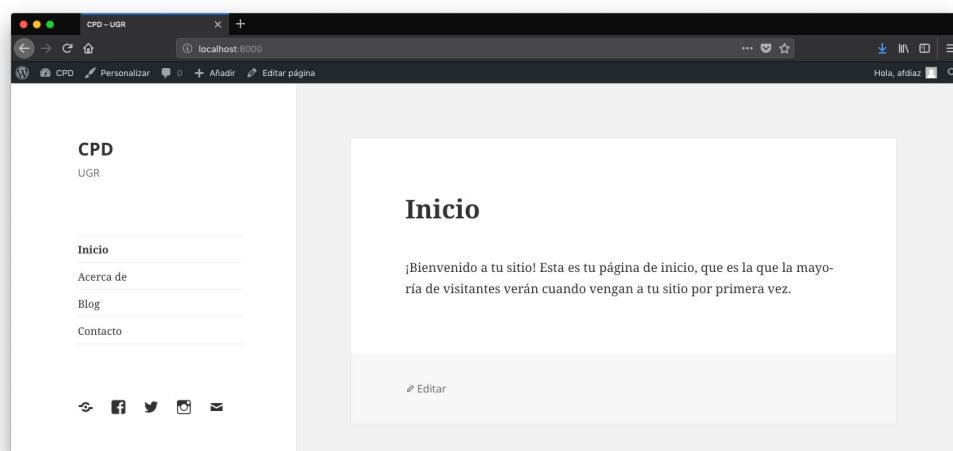 CPD – UGR
localhost:8000
CPD Personalizar 0 Añadir Editar página
Hola, afdiaz
CPD
UGR
Inicio
Acerca de
Blog
Contacto
Inicio
¡Bienvenido a tu sitio! Esta es tu página de inicio, que es la que la mayo-
ría de visitantes verán cuando vengan a tu sitio por primera vez.
Editar